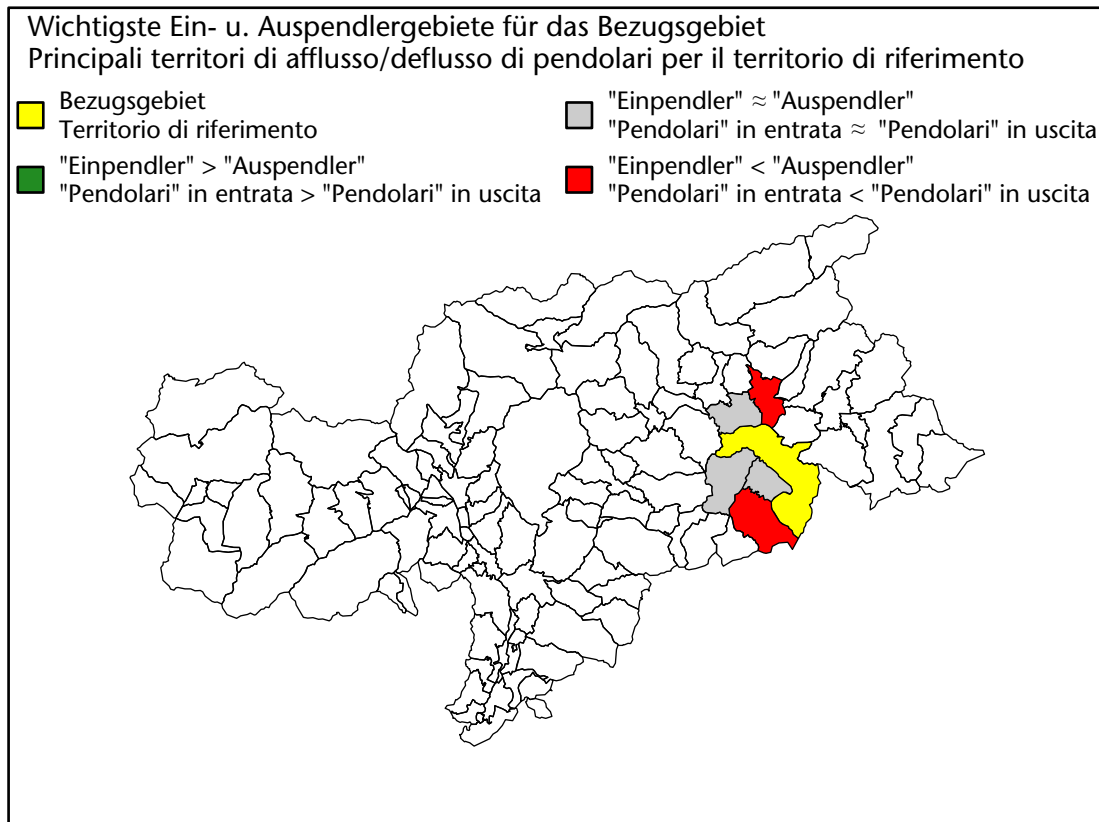 Wichtigste Ein- u. Auspendlergebiete für das Bezugsgebiet
Principali territori di afflusso/deflusso di pendolari per il territorio di riferimento
Bezugsgebiet
Territorio di riferimento
"Einpendler" > "Auspendler"
"Pendolari" in entrata > "Pendolari" in uscita
"Einpendler" ≈ "Auspendler"
"Pendolari" in entrata ≈ "Pendolari" in uscita
"Einpendler" < "Auspendler"
"Pendolari" in entrata < "Pendolari" in uscita